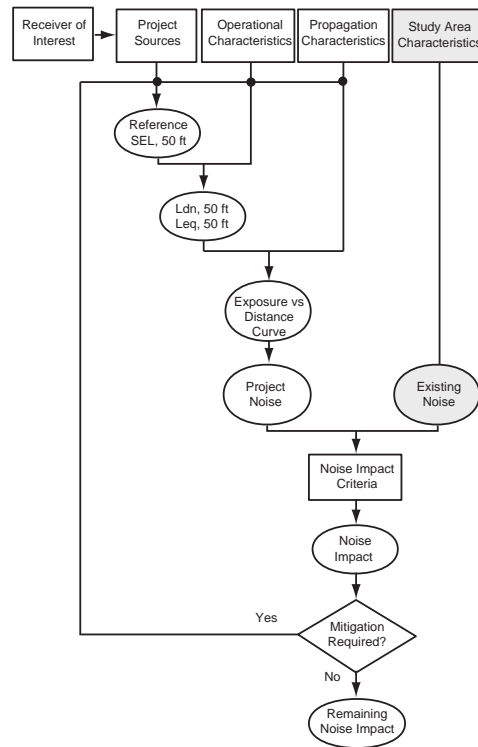 Receiver of
Interest
Project
Sources
Operational
Characteristics
Propagation
Characteristics
Study Area
Characteristics
Reference
SEL, 50 ft
Ldn, 50 ft
Leq, 50 ft
Exposure vs
Distance
Curve
Project
Noise
Existing
Noise
Noise Impact
Criteria
Noise
Impact
Yes
Mitigation
Required?
No
Remaining
Noise Impact